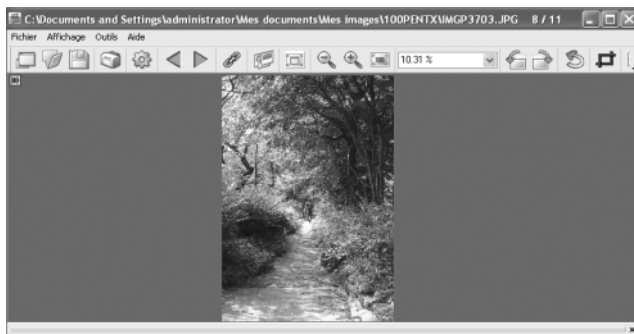 C:\Documents and Settings\administrator\Mes documents\Mes images\100PENTX\IMGP3703.JPG 8 / 11
Fichier Affichage Outils Aide
10.31 %